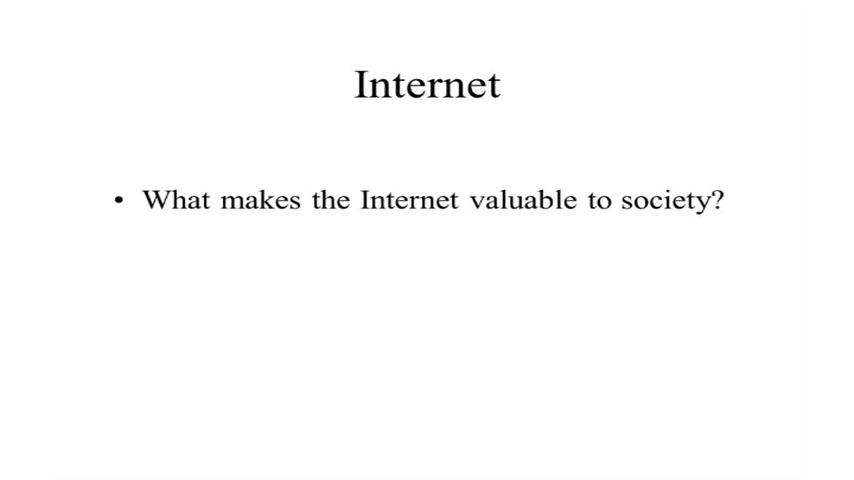 Internet
• What makes the Internet valuable to society?